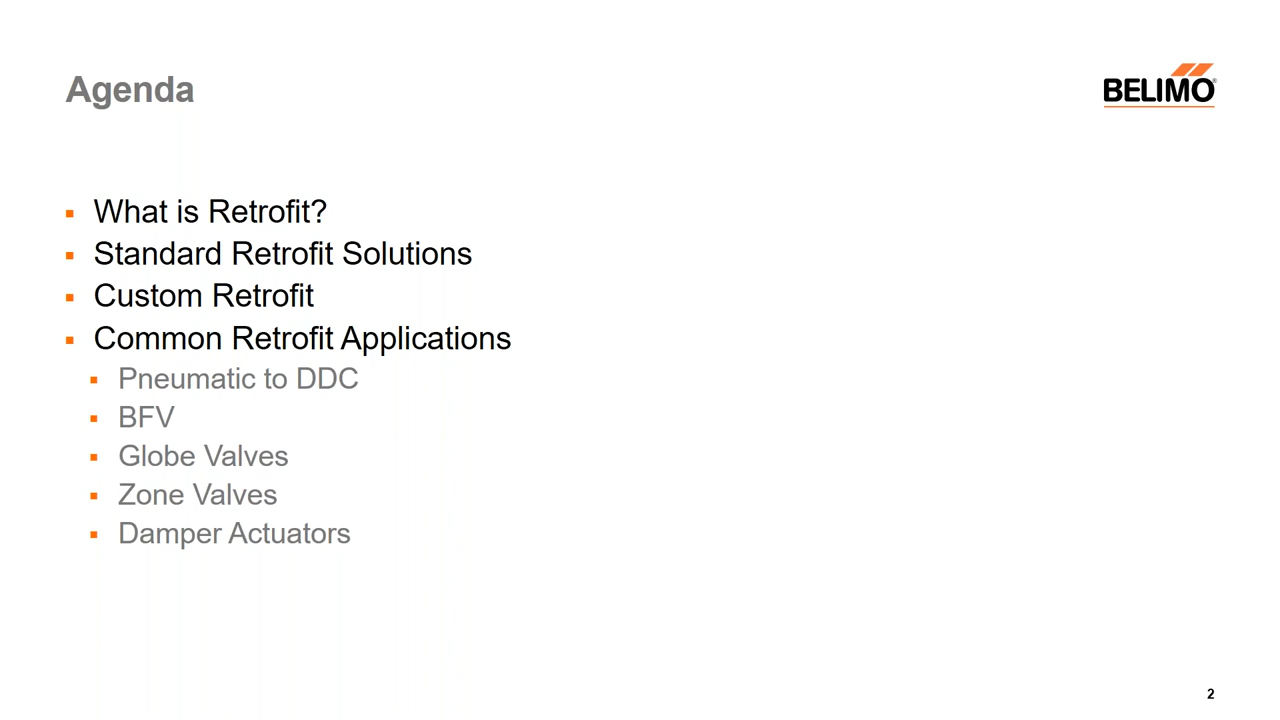 Agenda
BELIMO
What is Retrofit?
Standard Retrofit Solutions
Custom Retrofit
Common Retrofit Applications
Pneumatic to DDC
BFV
Globe Valves
Zone Valves
Damper Actuators
2